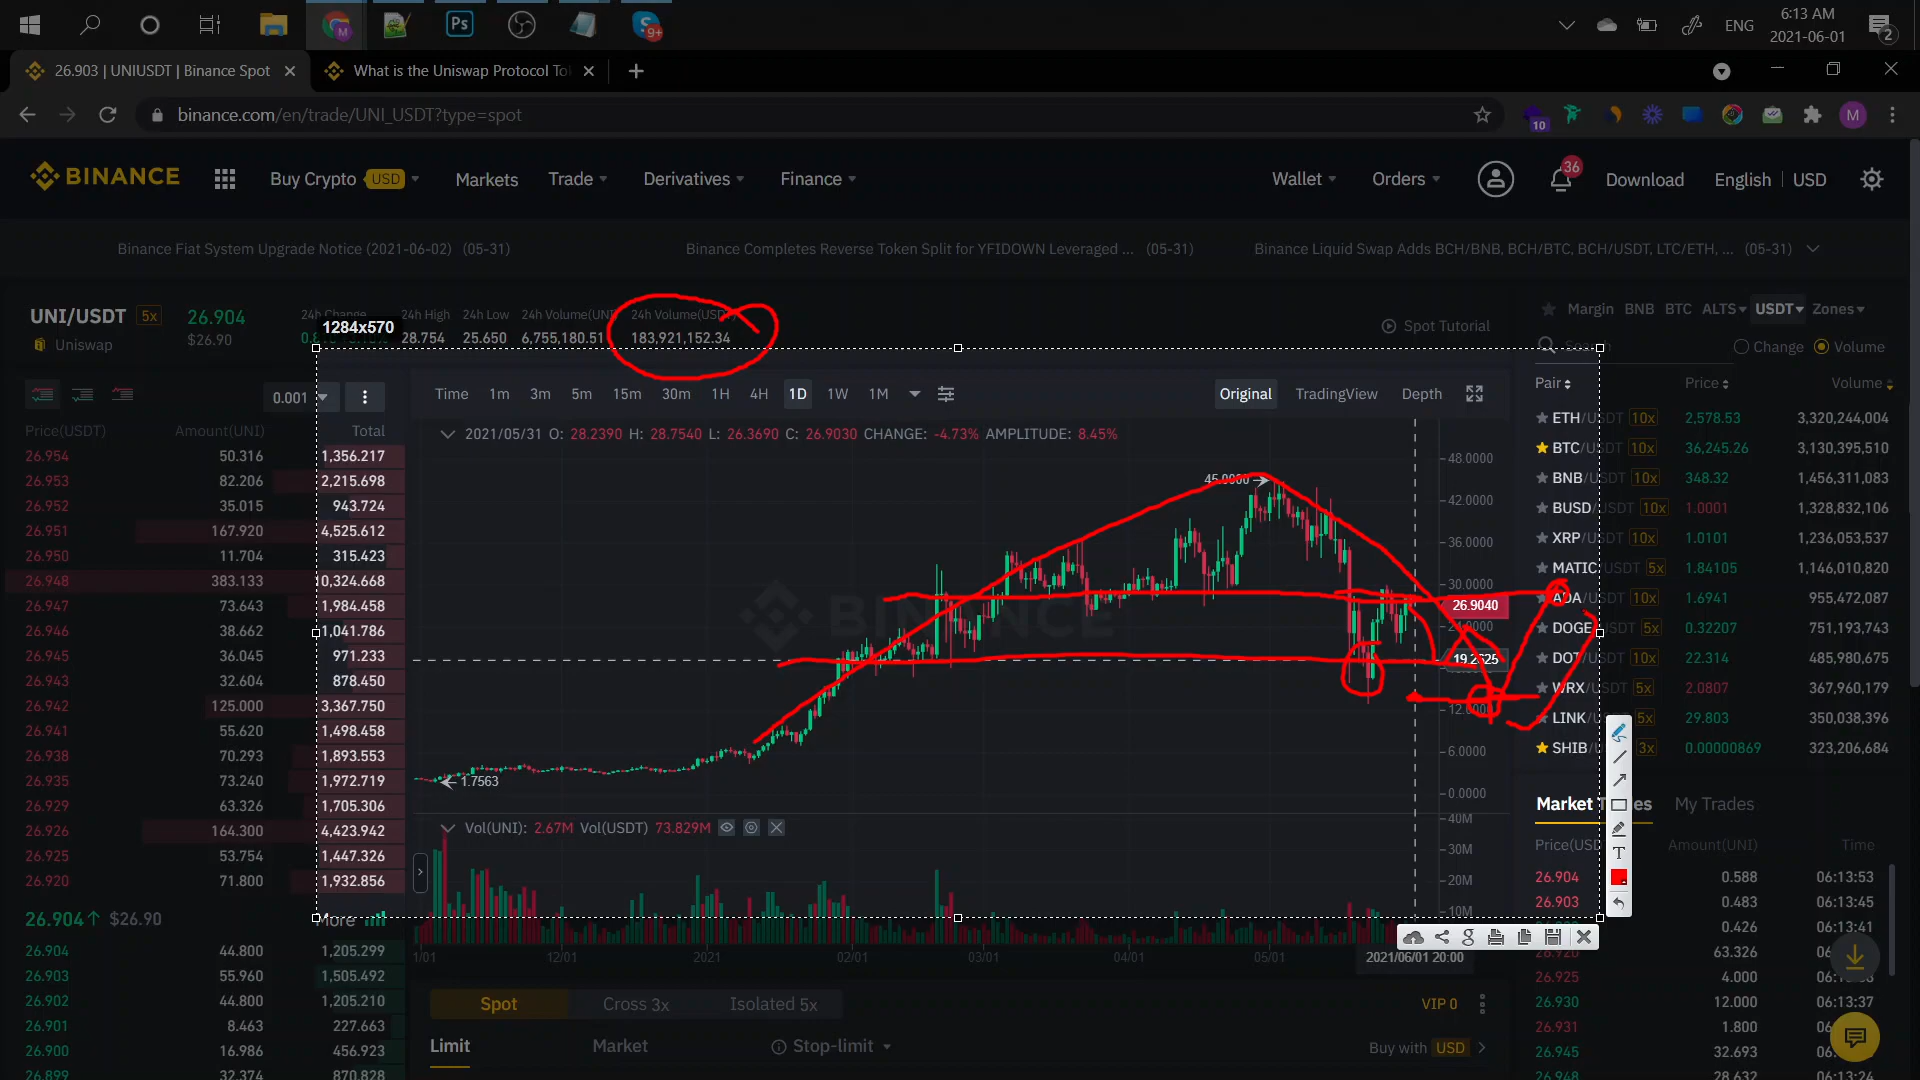 ENG
6:13 AM
2021-06-01
2
9+
Ps
26.903 | UNIUSDT | Binance Spot
What is the Uniswap Protocol To
binance.com/en/trade/UNI_USDT?type=spot
10
M
BINANCE
Buy Crypto USD
Markets
Trade
Derivatives
Finance
Wallet
Orders
36
Download
English
USD
Binance Fiat System Upgrade Notice (2021-06-02) (05-31)
Binance Completes Reverse Token Split for YFIDOWN Leveraged ... (05-31)
Binance Liquid Swap Adds BCH/BNB, BCH/BTC, BCH/USDT, LTC/ETH, ... (05-31)
UNI/USDT 5x
Uniswap
26.904
$26.90
24h High
28.754
24h Low
25.650
24h Volume(UNI
6,755,180.51
24h Volume(USDT
183,921,152.34
Spot Tutorial
1284x570
0.001
Price(USDT) Amount(UNI) Total
26.954 50.316 1,356.217
26.953 82.206 2,215.698
26.952 35.015 943.724
26.951 167.920 4,525.612
26.950 11.704 315.423
26.948 383.133 10,324.668
26.947 73.643 1,984.458
26.946 38.662 1,041.786
26.945 36.045 971.233
26.943 32.604 878.450
26.942 125.000 3,367.750
26.941 55.620 1,498.458
26.938 70.293 1,893.553
26.935 73.240 1,972.719
26.929 63.326 1,705.306
26.926 164.300 4,423.942
26.925 53.754 1,447.326
26.920 71.800 1,932.856
26.904 $26.90 More
26.904 44.800 1,205.299
26.903 55.960 1,505.492
26.902 44.800 1,205.210
26.901 8.463 227.663
26.900 16.986 456.923
26.899 32.374 870.828
Time 1m 3m 5m 15m 30m 1H 4H 1D 1W 1M
Original TradingView Depth
2021/05/31 O: 28.2390 H: 28.7540 L: 26.3690 C: 26.9030 CHANGE: -4.73% AMPLITUDE: 8.45%
48.0000
45.0000
42.0000
36.0000
30.0000
26.9040
24.0000
19.2625
12.0000
6.0000
0.0000
BINANCE
1.7563
Vol(UNI): 2.67M Vol(USDT) 73.829M
40M
30M
20M
10M
1/01 12/01 2021 02/01 03/01 04/01 05/01 2021/06/01 20:00
Spot Cross 3x Isolated 5x
VIP 0
Limit Market Stop-limit
Buy with USD
Margin BNB BTC ALTS USDT Zones
Search
Change Volume
Pair Price Volume
ETH/USDT 10x 2,578.53 3,320,244,004
BTC/USDT 10x 36,245.26 3,130,395,510
BNB/USDT 10x 348.32 1,456,311,083
BUSD/USDT 10x 1.0001 1,328,832,106
XRP/USDT 10x 1.0101 1,236,053,537
MATIC/USDT 5x 1.84105 1,146,010,820
ADA/USDT 10x 1.6941 955,472,087
DOGE/USDT 5x 0.32207 751,193,743
DOT/USDT 10x 22.314 485,980,675
WRX/USDT 5x 2.0807 367,960,179
LINK/USDT 5x 29.803 350,038,396
SHIB/USDT 3x 0.00000869 323,206,684
Market Trades My Trades
Price(USD Amount(UNI) Time
26.904 0.588 06:13:53
26.903 0.483 06:13:45
0.426 06:13:41
26.920 63.326
26.925 4.000
26.930 12.000 06:13:37
26.931 1.800
26.945 32.693
26.948 28.632 06:13:24
T